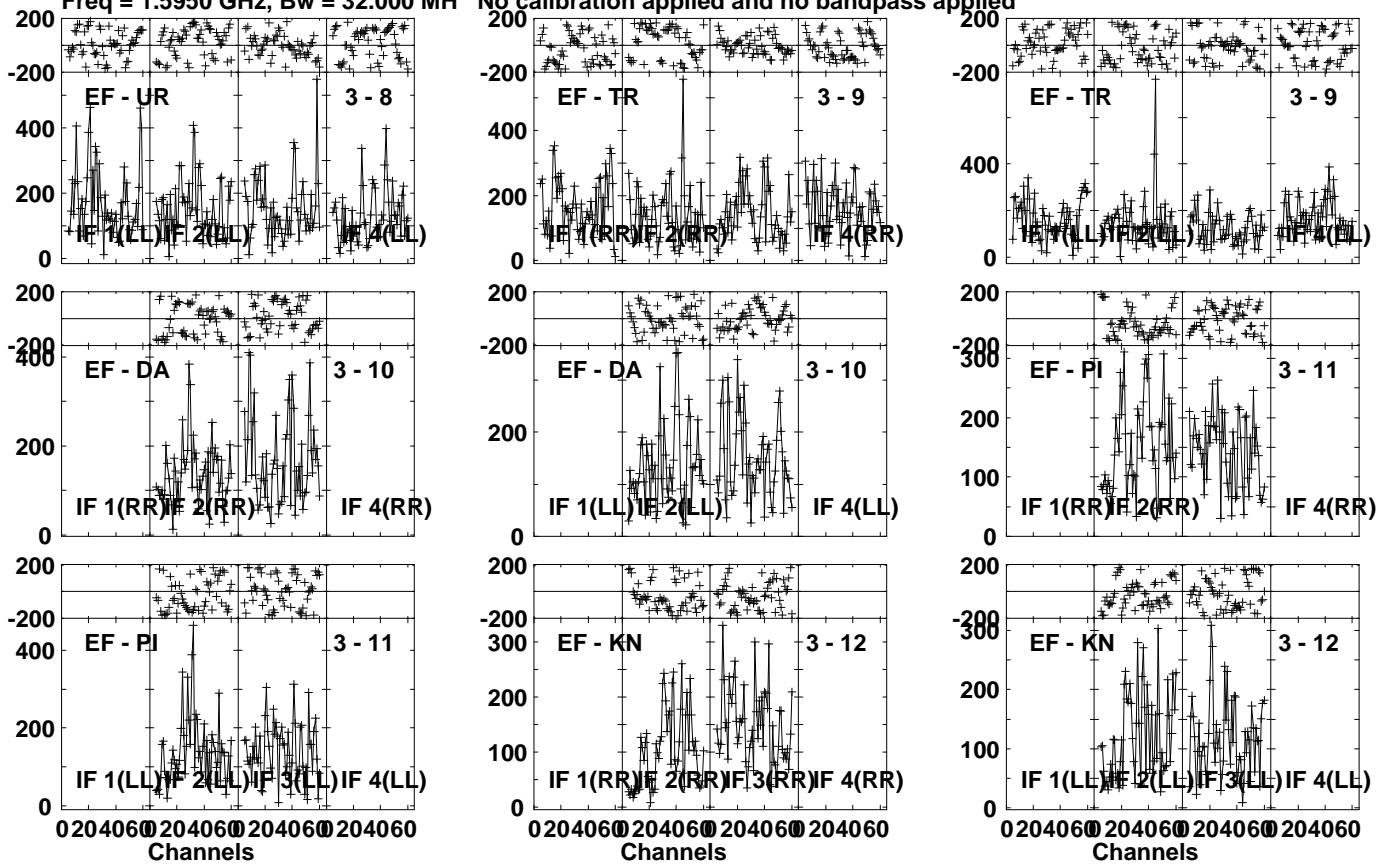 Freq = 1.5950 GHz, Bw = 32.000 MH No calibration applied and no bandpass applied
200
-200
EF - UR 3 - 8
400
200
0
IF 1(LL) IF 2(LL) IF 4(LL)
EF - TR 3 - 9
400
200
0
IF 1(RR) IF 2(RR) IF 4(RR)
200
-200
EF - TR 3 - 9
400
0
IF 1(LL) IF 2(LL) IF 4(LL)
200
-200
EF - DA 3 - 10
400
200
0
IF 1(RR) IF 2(RR) IF 4(RR)
200
-200
EF - DA 3 - 10
200
0
IF 1(LL) IF 2(LL) IF 4(LL)
200
-200
EF - PI 3 - 11
300
200
100
0
IF 1(RR) IF 2(RR) IF 4(RR)
200
-200
EF - PI 3 - 11
400
200
0
IF 1(LL) IF 2(LL) IF 3(LL) IF 4(LL)
0 20 40 60 0 20 40 60 0 20 40 60 0 20 40 60
Channels
200
-200
EF - KN 3 - 12
300
200
100
0
IF 1(RR) IF 2(RR) IF 3(RR) IF 4(RR)
0 20 40 60 0 20 40 60 0 20 40 60 0 20 40 60
Channels
200
-200
EF - KN 3 - 12
300
200
100
0
IF 1(LL) IF 2(LL) IF 3(LL) IF 4(LL)
0 20 40 60 0 20 40 60 0 20 40 60 0 20 40 60
Channels